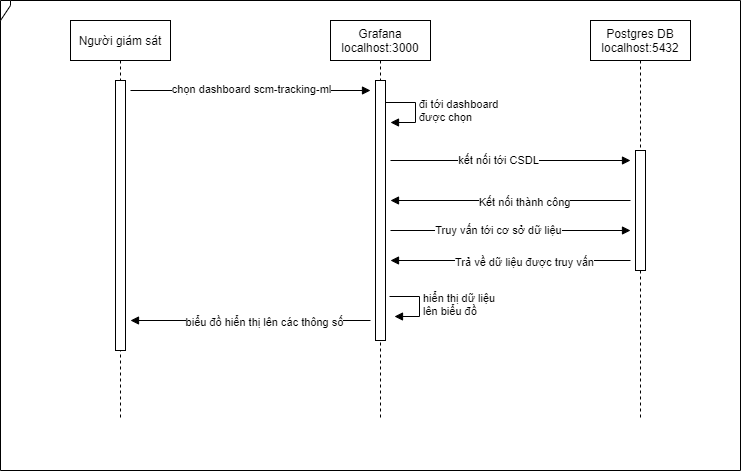 Người giám sát
Grafana
localhost:3000
Postgres DB
localhost:5432
chọn dashboard scm-tracking-ml
đi tới dashboard
được chọn
kết nối tới CSDL
Kết nối thành công
Truy vấn tới cơ sở dữ liệu
Trả về dữ liệu được truy vấn
hiển thị dữ liệu
lên biểu đồ
biểu đồ hiển thị lên các thông số